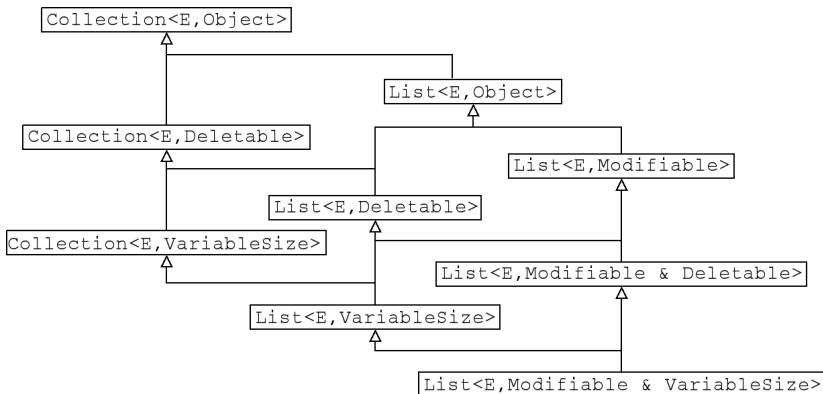 Collection<E,Object>
List<E,Object>
Collection<E,Deletable>
List<E,Modifiable>
List<E,Deletable>
Collection<E,VariableSize>
List<E,Modifiable & Deletable>
List<E,VariableSize>
List<E,Modifiable & VariableSize>